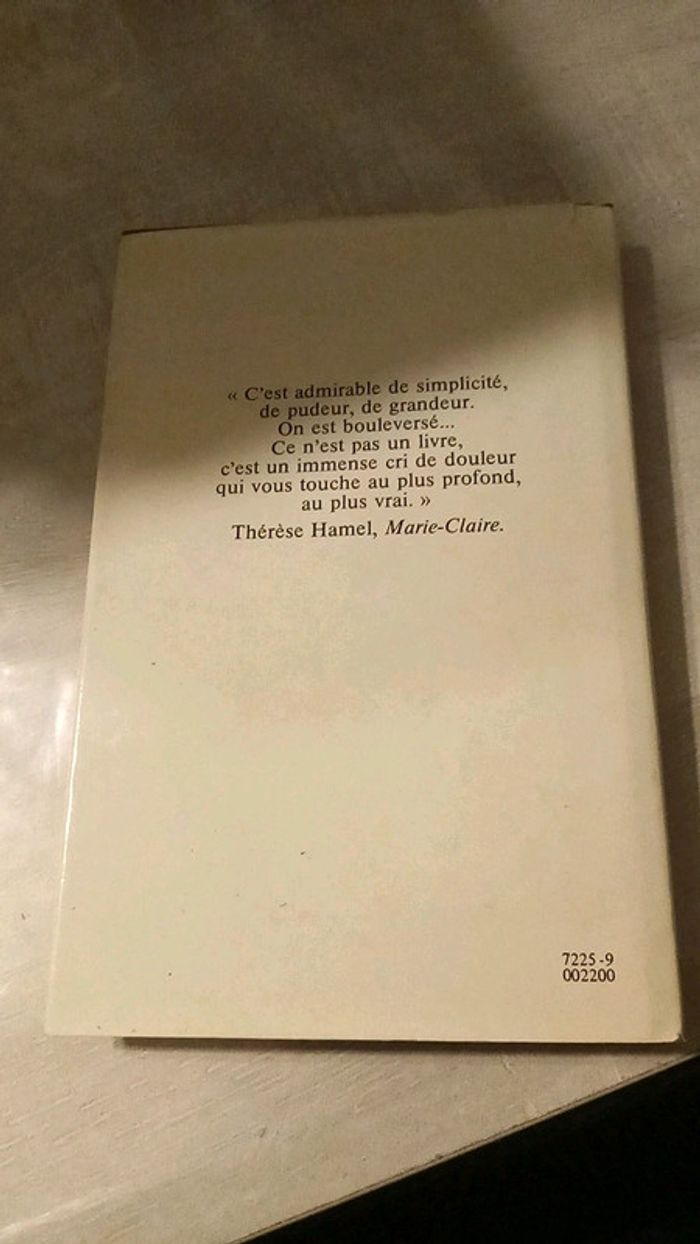 « C'est admirable de simplicité,
de pudeur, de grandeur.
On est bouleversé...
Ce n'est pas un livre,
c'est un immense cri de douleur
qui vous touche au plus profond,
au plus vrai. »
Thérèse Hamel, Marie-Claire.
7225-9
002200